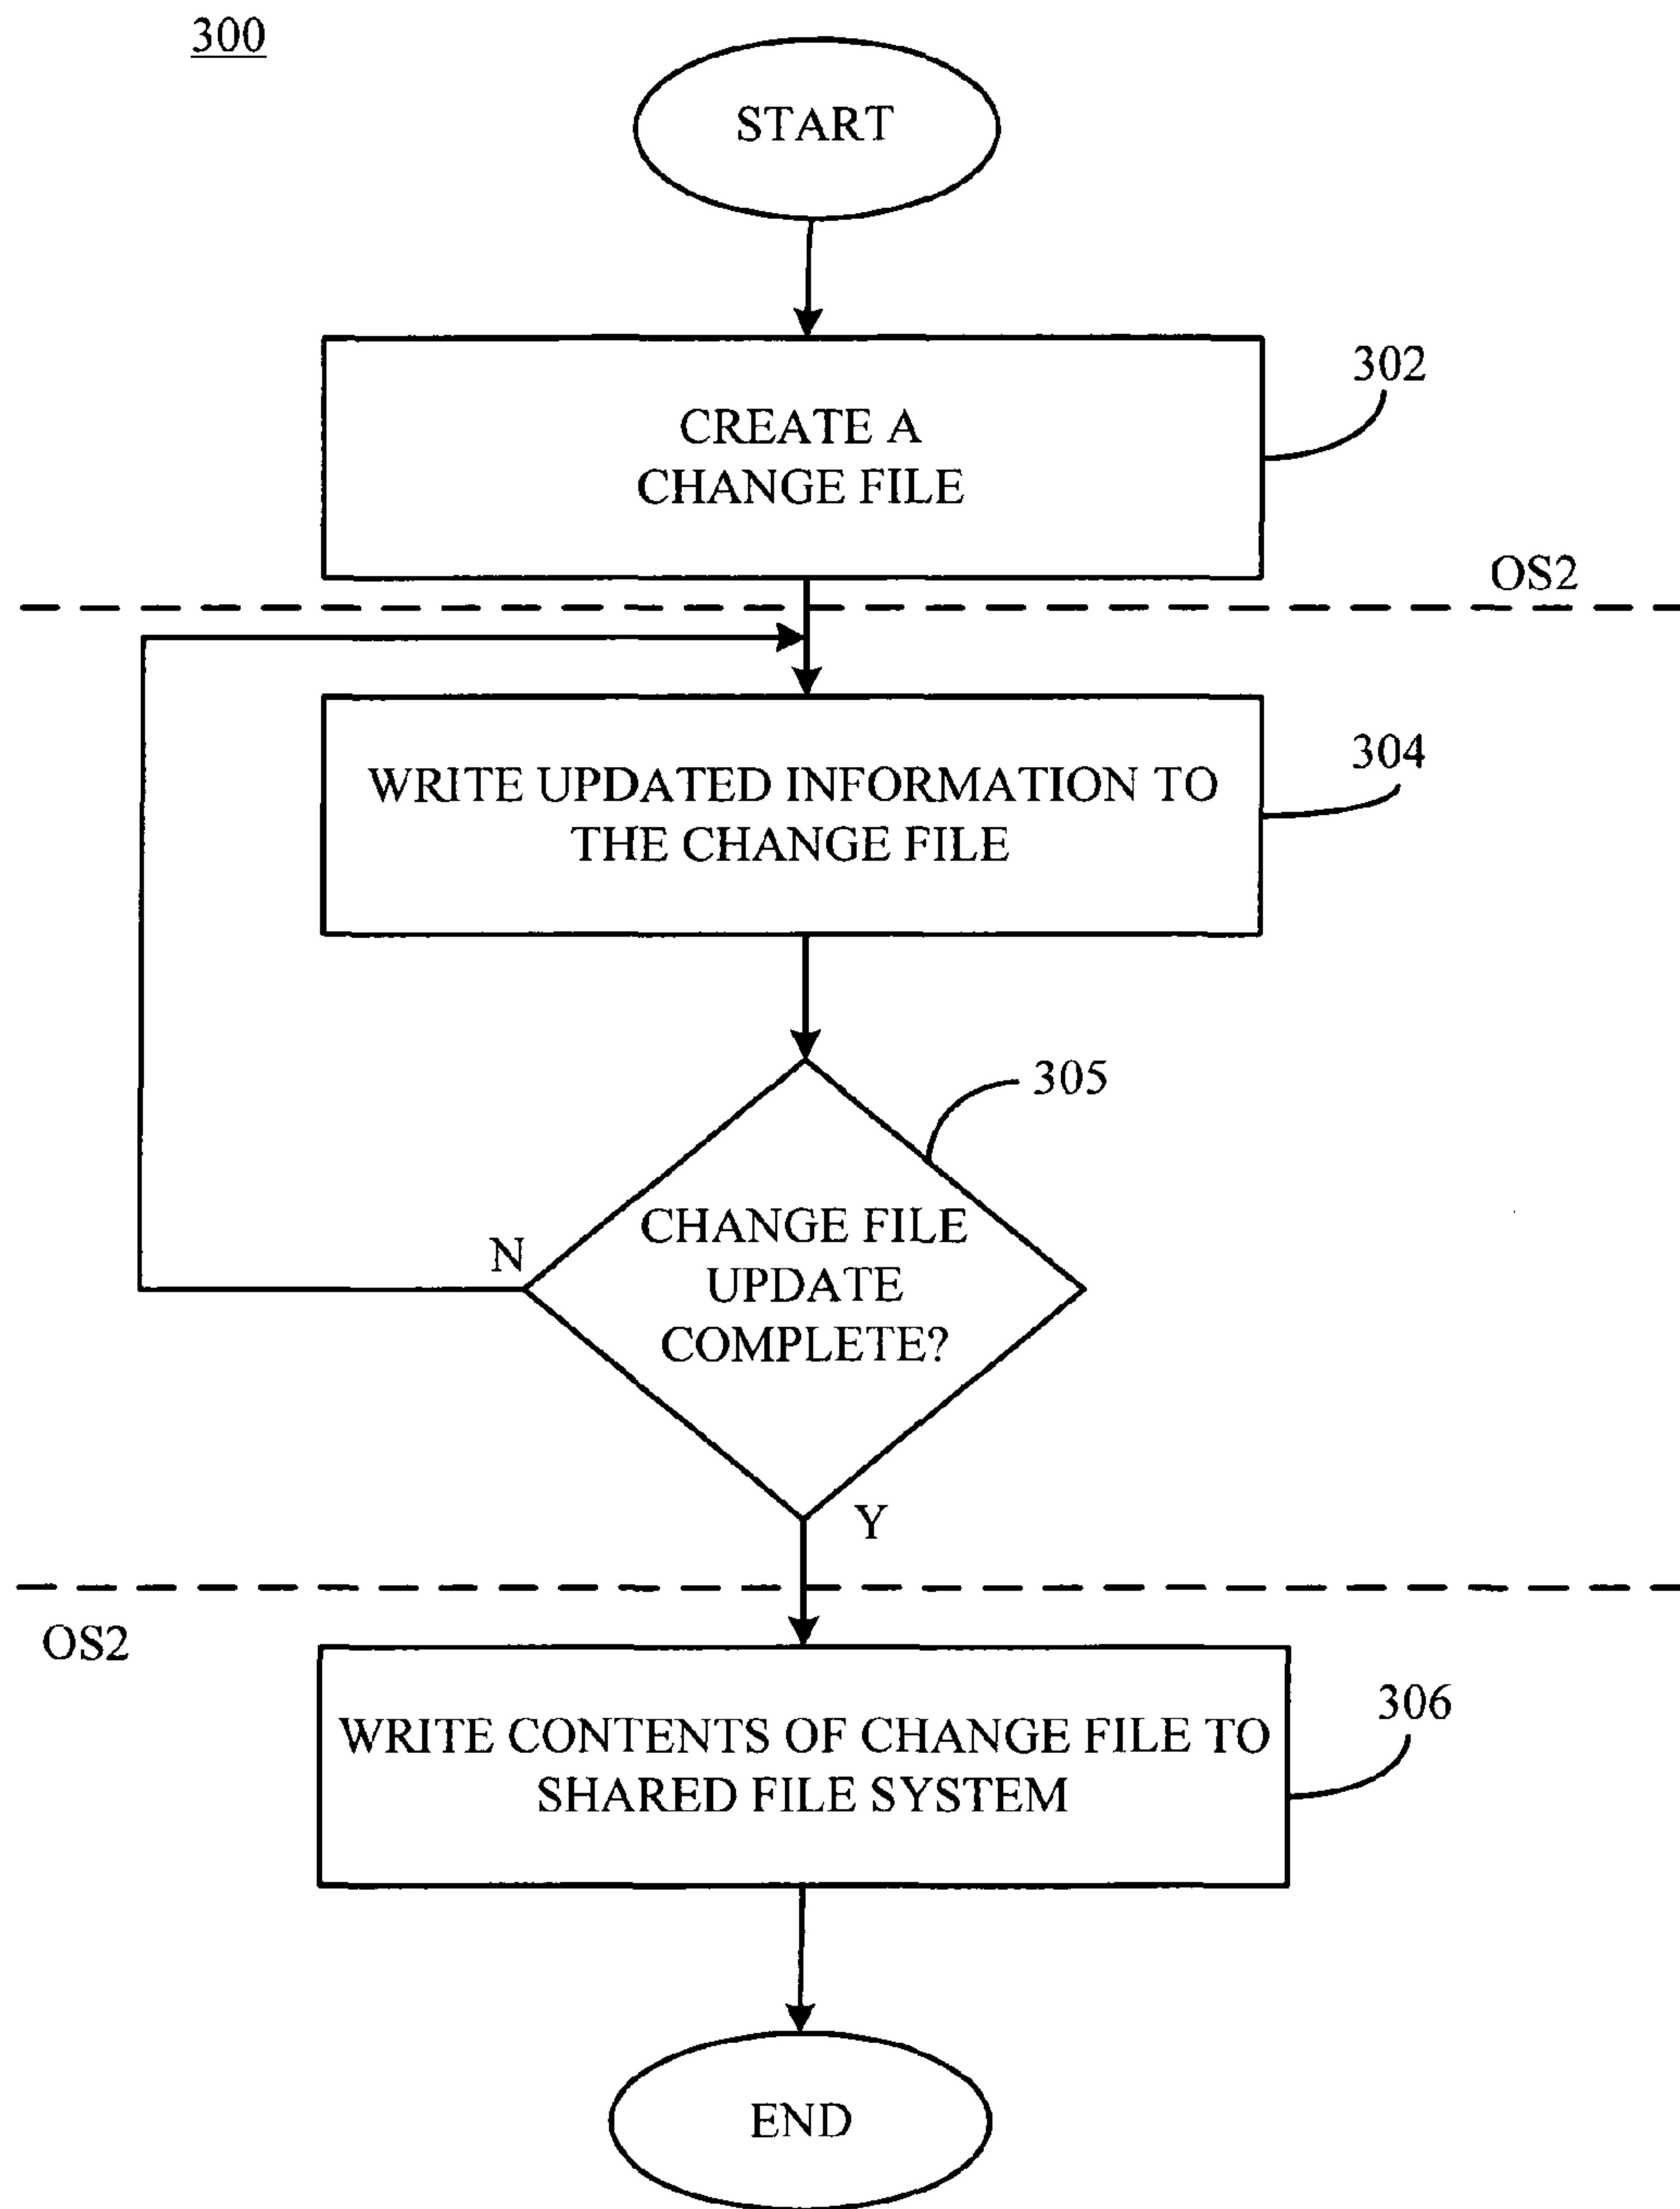 300
START
302
CREATE A
CHANGE FILE
OS2
304
WRITE UPDATED INFORMATION TO
THE CHANGE FILE
305
CHANGE FILE
UPDATE
COMPLETE?
N
Y
OS2
306
WRITE CONTENTS OF CHANGE FILE TO
SHARED FILE SYSTEM
END